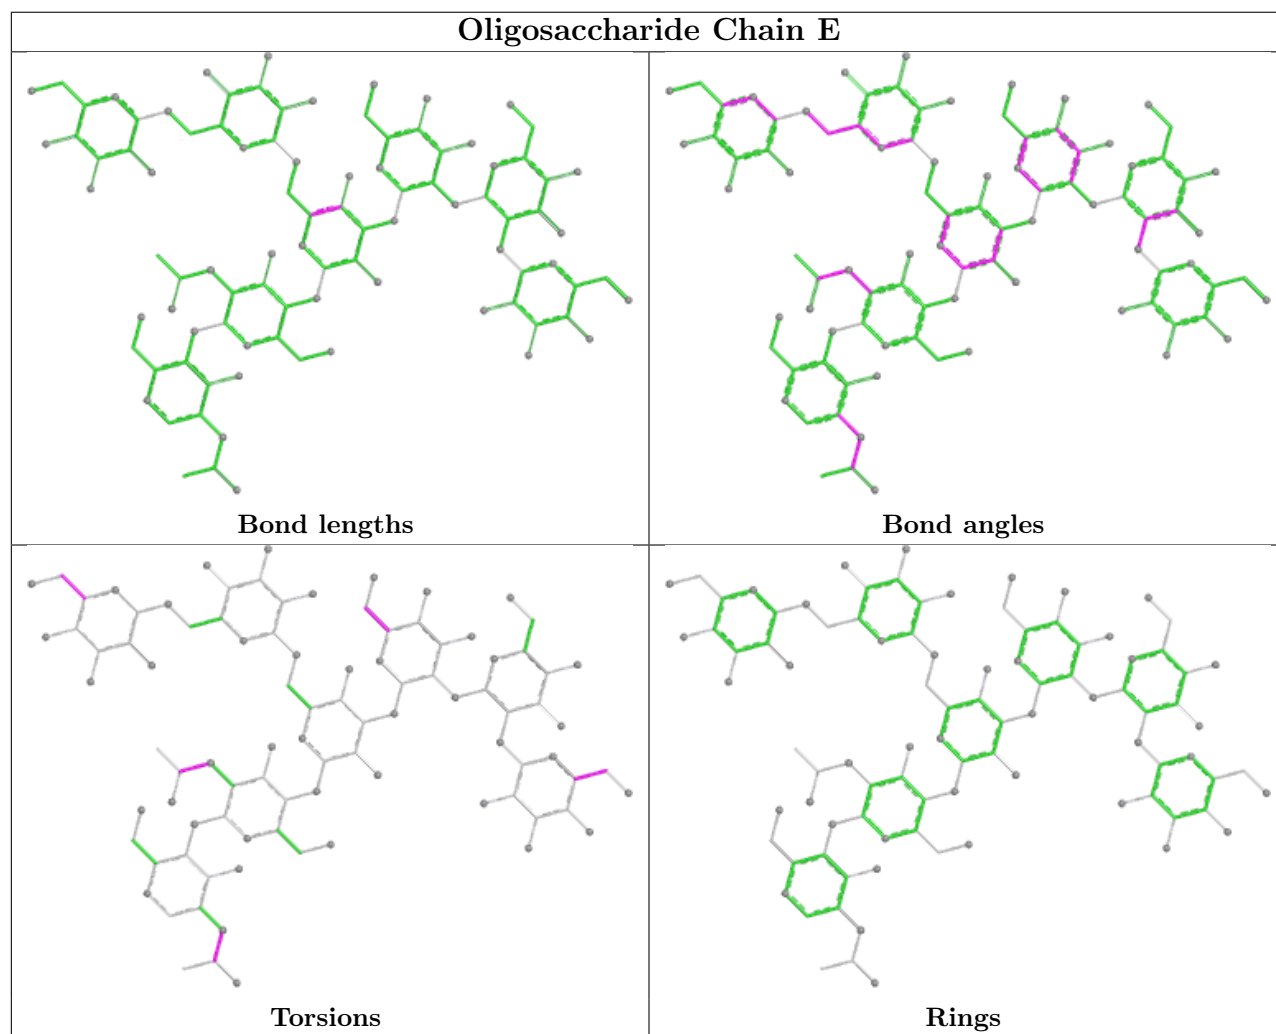 Oligosaccharide Chain E
Bond lengths
Bond angles
Torsions
Rings